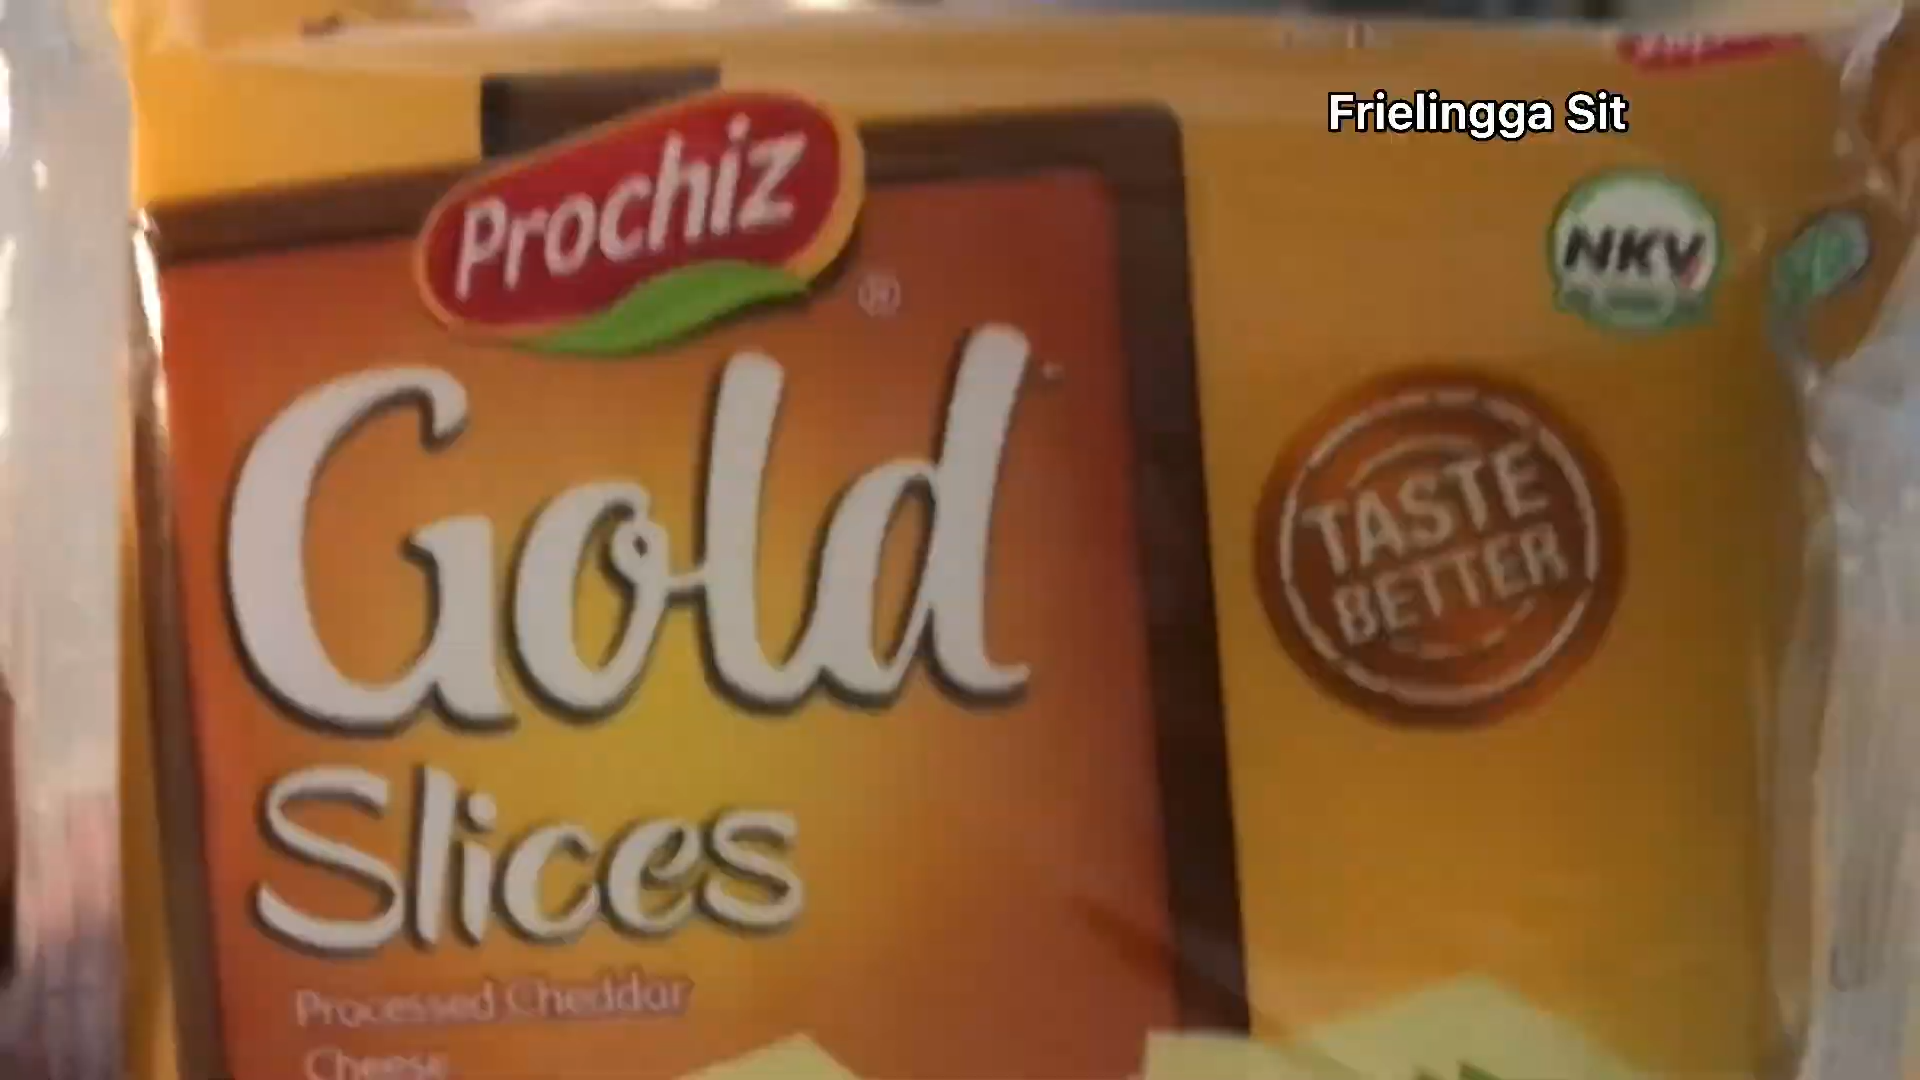 Frielingga Sit
Prochiz
®
NKV
Gold
TASTE
BETTER
Slices
Processed Cheddar
Cheese